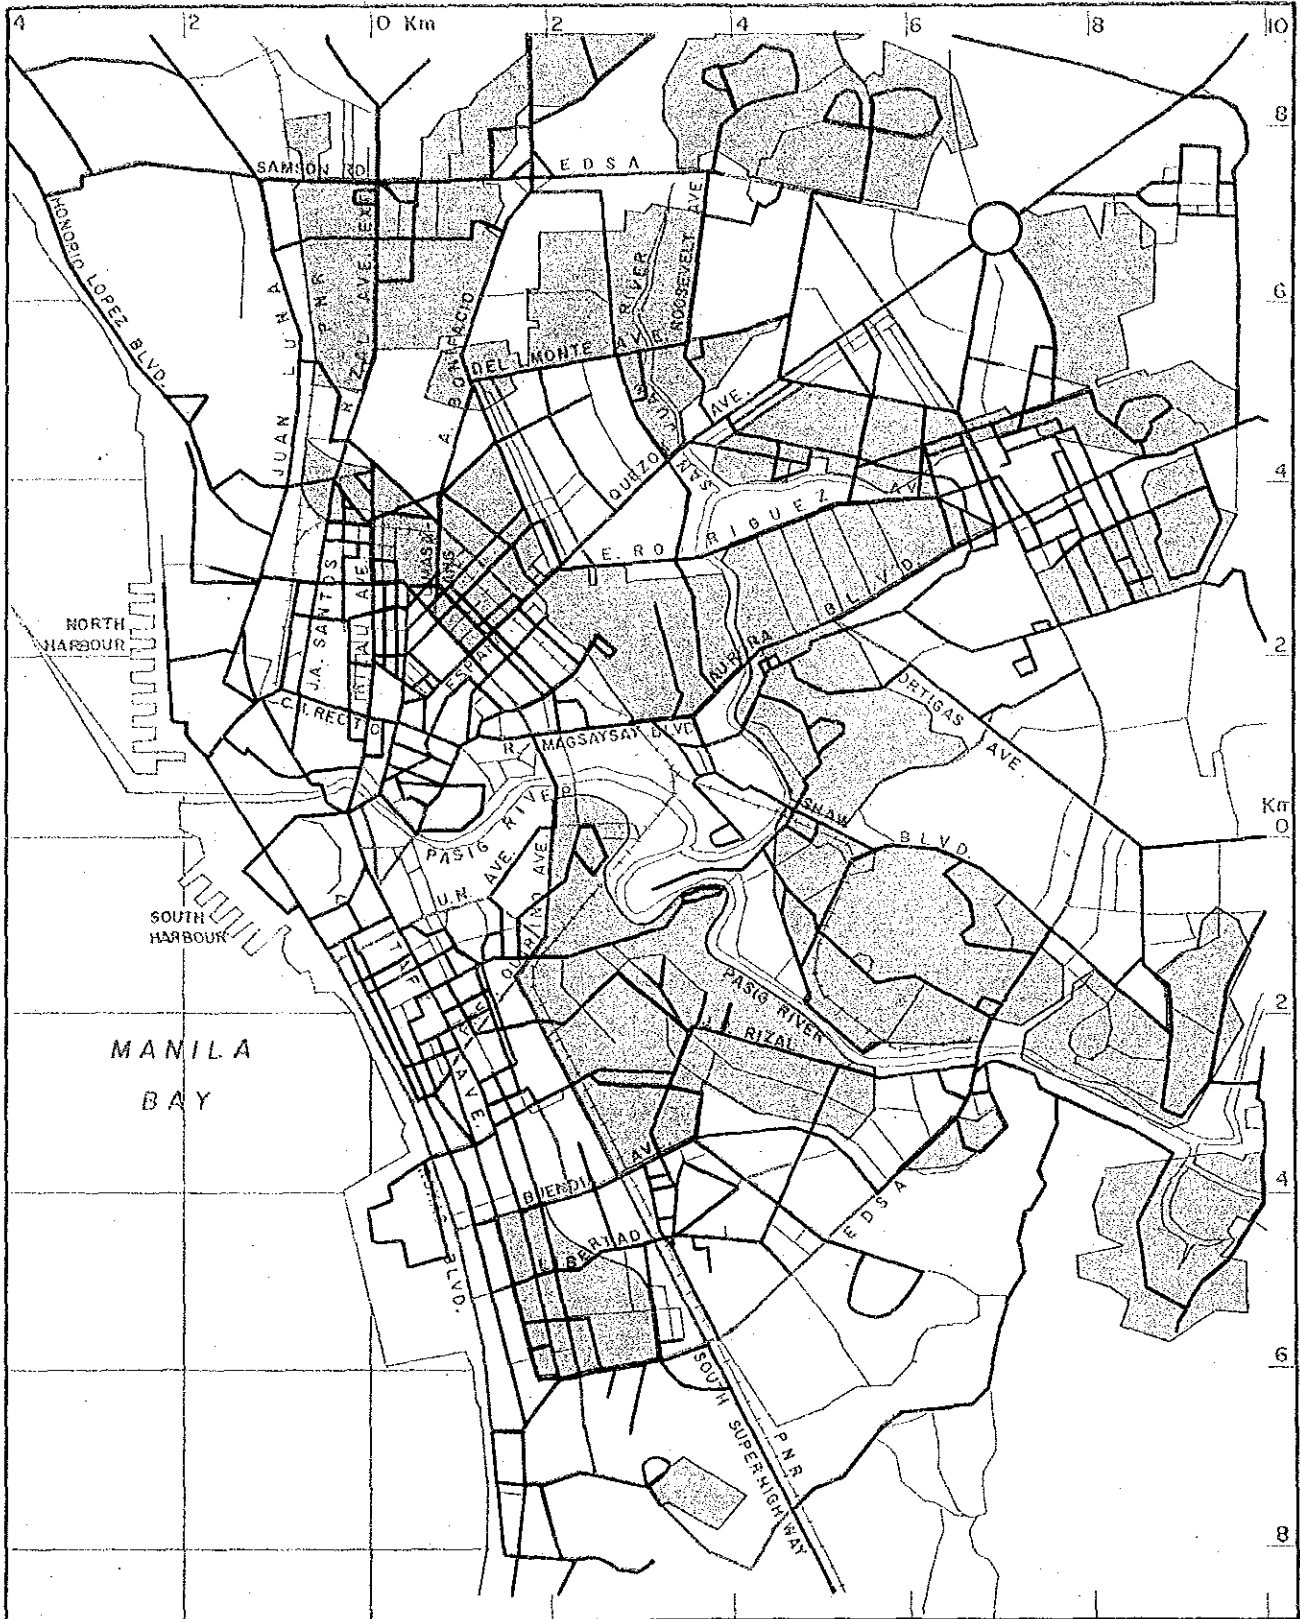 4
2
0 Km
2
4
6
8
10
8
SAMSON RD.
EDSA
HONORIO LOPEZ BLVD.
JUAN LUNA
PNR
RIZAL AVE EXT.
A BONIFACIO
RIVER
ROOSEVELT AVE
6
DEL MONTE AVE.
SAN JUAN
QUEZON AVE.
4
E. RODRIGUEZ AVE.
NORTH
HARBOUR
J.A. SANTOS
RIZAL AVE.
ESPAÑA
AURORA BLVD.
2
C.M. RECTO
ORTIGAS AVE.
R. MAGSAYSAY BLVD.
SHAW BLVD.
Km
0
PASIG RIVER
U.N. AVE.
QUIRINO AVE.
SOUTH
HARBOUR
TAFT AVE.
PASIG RIVER
J.P. RIZAL
2
MANILA
BAY
BUENDIA AVE.
4
EDSA
LIBERTAD
BLVD.
6
SOUTH SUPERHIGHWAY
PNR
8